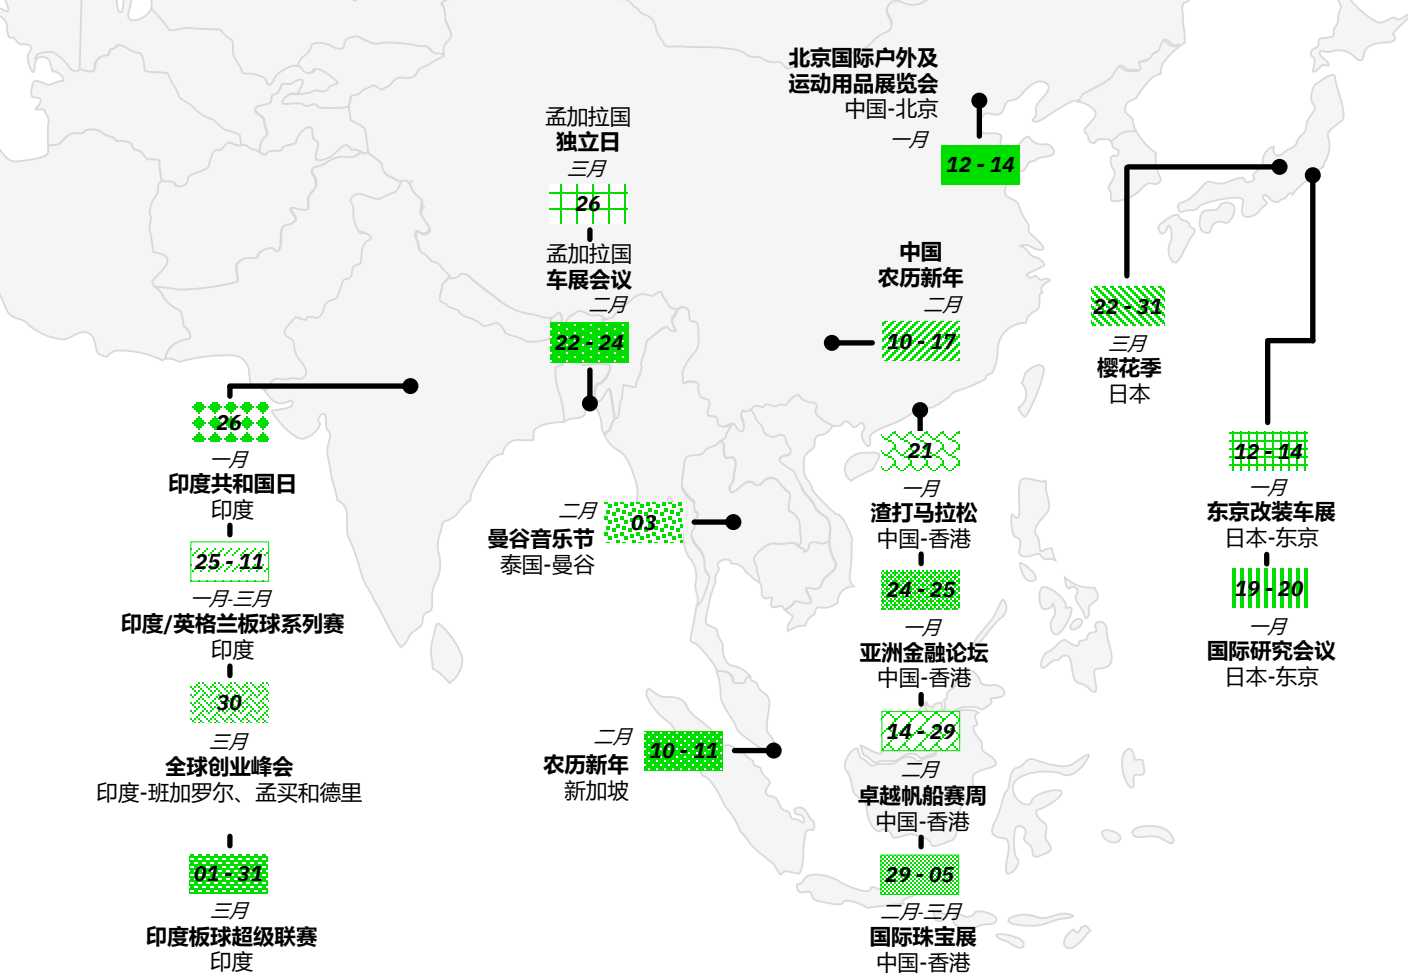 北京国际户外及
运动用品展览会
中国-北京
一月
12 - 14
孟加拉国
独立日
三月
26
孟加拉国
车展会议
二月
22 - 24
中国
农历新年
二月
10 - 17
22 - 31
三月
樱花季
日本
26
一月
印度共和国日
印度
25 - 11
一月-三月
印度/英格兰板球系列赛
印度
30
三月
全球创业峰会
印度-班加罗尔、孟买和德里
01 - 31
三月
印度板球超级联赛
印度
二月
03
曼谷音乐节
泰国-曼谷
二月
10 - 11
农历新年
新加坡
21
一月
渣打马拉松
中国-香港
24 - 25
一月
亚洲金融论坛
中国-香港
14 - 29
二月
卓越帆船赛周
中国-香港
29 - 05
二月-三月
国际珠宝展
中国-香港
12 - 14
一月
东京改装车展
日本-东京
19 - 20
一月
国际研究会议
日本-东京